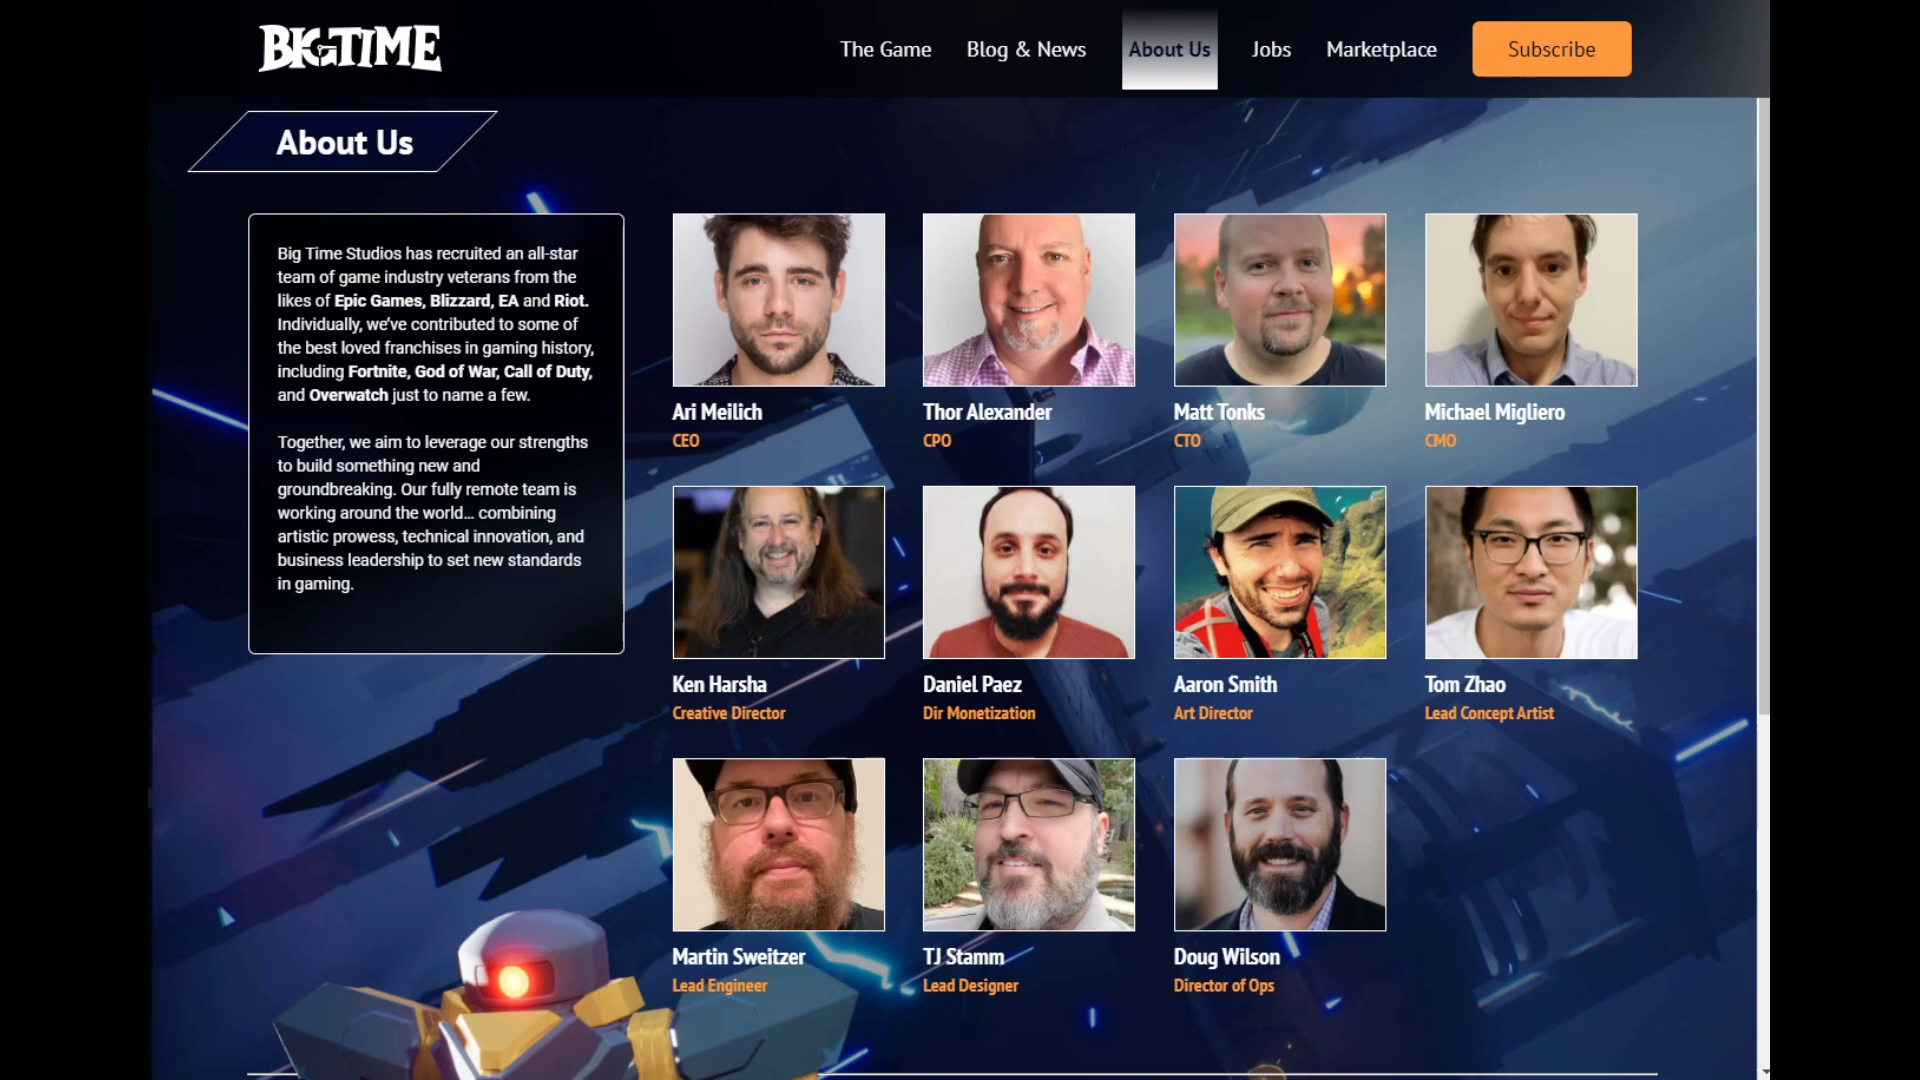 BIGTIME
The Game
Blog & News
About Us
Jobs
Marketplace
Subscribe
About Us
Big Time Studios has recruited an all-star
team of game industry veterans from the
likes of Epic Games, Blizzard, EA and Riot.
Individually, we've contributed to some of
the best loved franchises in gaming history,
including Fortnite, God of War, Call of Duty,
and Overwatch just to name a few.
Together, we aim to leverage our strengths
to build something new and
groundbreaking. Our fully remote team is
working around the world... combining
artistic prowess, technical innovation, and
business leadership to set new standards
in gaming.
Ari Meilich
CEO
Thor Alexander
CPO
Matt Tonks
CTO
Michael Migliero
CMO
Ken Harsha
Creative Director
Daniel Paez
Dir Monetization
Aaron Smith
Art Director
Tom Zhao
Lead Concept Artist
Martin Sweitzer
Lead Engineer
TJ Stamm
Lead Designer
Doug Wilson
Director of Ops